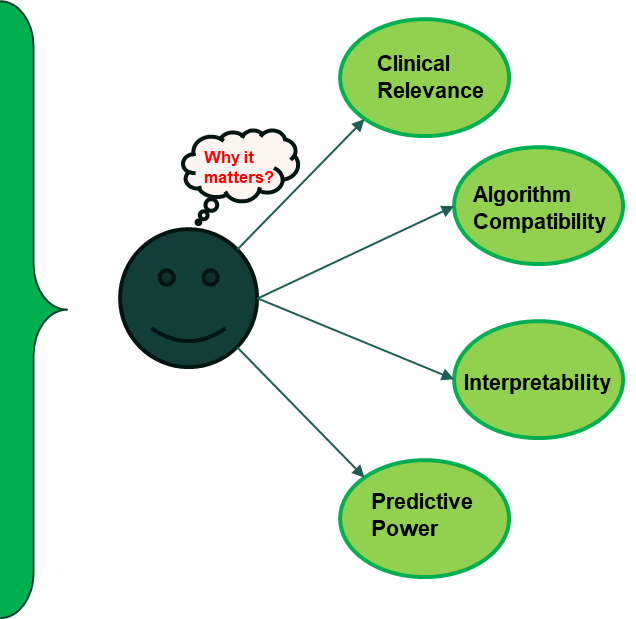 Clinical
Relevance
Why it
matters?
Algorithm
Compatibility
Interpretability
Predictive
Power